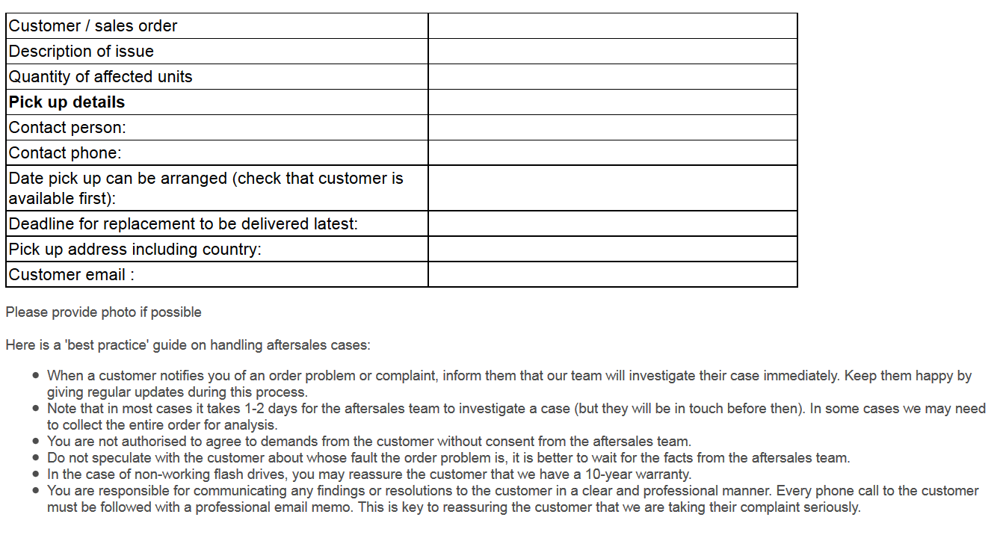 Customer / sales order
Description of issue
Quantity of affected units
Pick up details
Contact person:
Contact phone:
Date pick up can be arranged (check that customer is
available first):
Deadline for replacement to be delivered latest:
Pick up address including country:
Customer email :
Please provide photo if possible
Here is a 'best practice' guide on handling aftersales cases:
• When a customer notifies you of an order problem or complaint, inform them that our team will investigate their case immediately. Keep them happy by
giving regular updates during this process.
• Note that in most cases it takes 1-2 days for the aftersales team to investigate a case (but they will be in touch before then). In some cases we may need
to collect the entire order for analysis.
• You are not authorised to agree to demands from the customer without consent from the aftersales team.
• Do not speculate with the customer about whose fault the order problem is, it is better to wait for the facts from the aftersales team.
• In the case of non-working flash drives, you may reassure the customer that we have a 10-year warranty.
• You are responsible for communicating any findings or resolutions to the customer in a clear and professional manner. Every phone call to the customer
must be followed with a professional email memo. This is key to reassuring the customer that we are taking their complaint seriously.